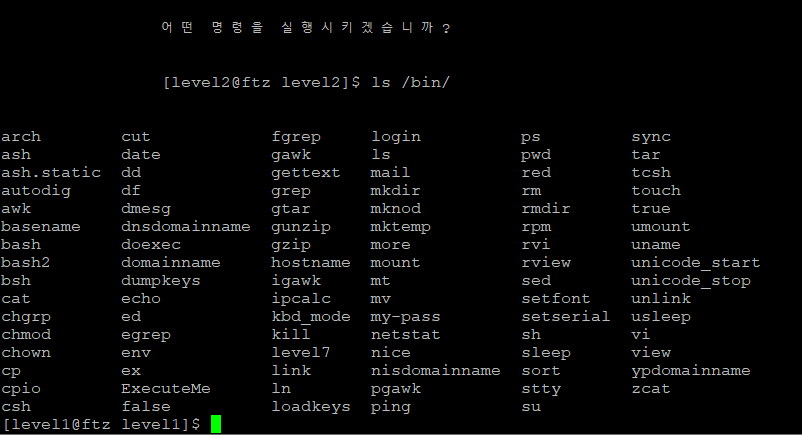 어떤 명령을 실행시키겠습니까?
[level2@ftz level2]$ ls /bin/
arch cut fgrep login ps sync
ash date gawk ls pwd tar
ash.static dd gettext mail red tcsh
autodig df grep mkdir rm touch
awk dmesg gtar mknod rmdir true
basename dnsdomainname gunzip mktemp rpm umount
bash doexec gzip more rvi uname
bash2 domainname hostname mount rview unicode_start
bsh dumpkeys igawk mt sed unicode_stop
cat echo ipcalc mv setfont unlink
chgrp ed kbd_mode my-pass setserial usleep
chmod egrep kill netstat sh vi
chown env level7 nice sleep view
cp ex link nisdomainname sort ypdomainname
cpio ExecuteMe ln pgawk stty zcat
csh false loadkeys ping su
[level1@ftz level1]$